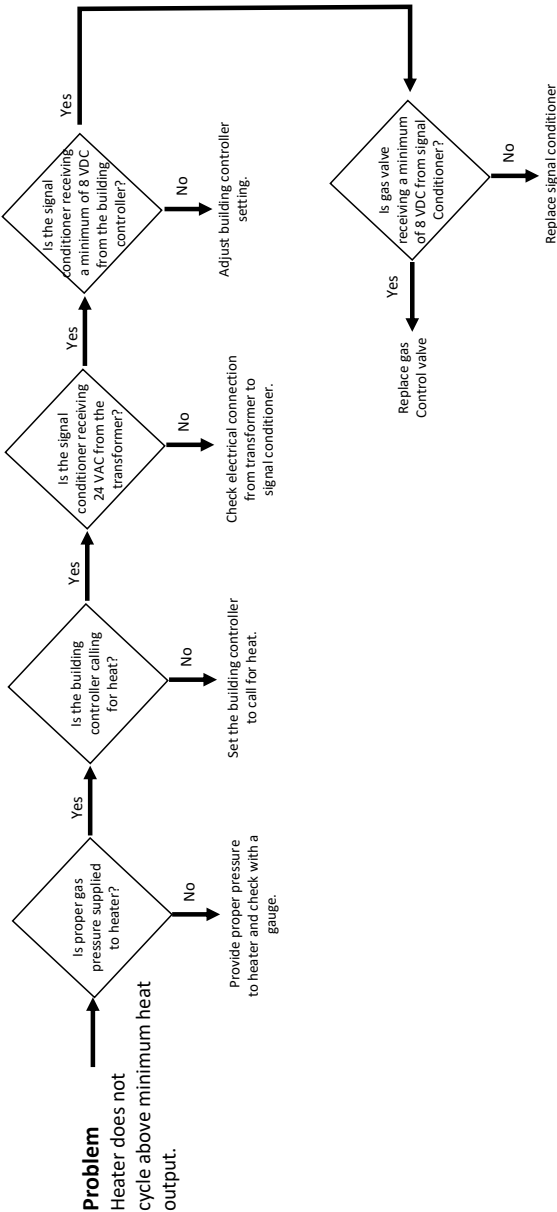 Problem
Heater does not
cycle above minimum heat
output.
Is proper gas
pressure supplied
to heater?
No
Provide proper pressure
to heater and check with a
gauge.
Yes
Is the building
controller calling
for heat?
No
Set the building controller
to call for heat.
Yes
Is the signal
conditioner receiving
24 VAC from the
transformer?
No
Check electrical connection
from transformer to
signal conditioner.
Yes
Is the signal
conditioner receiving
a minimum of 8 VDC
from the building
controller?
No
Adjust building controller
setting.
Yes
Is gas valve
receiving a minimum
of 8 VDC from signal
Conditioner?
Yes
Replace gas
Control valve
No
Replace signal conditioner